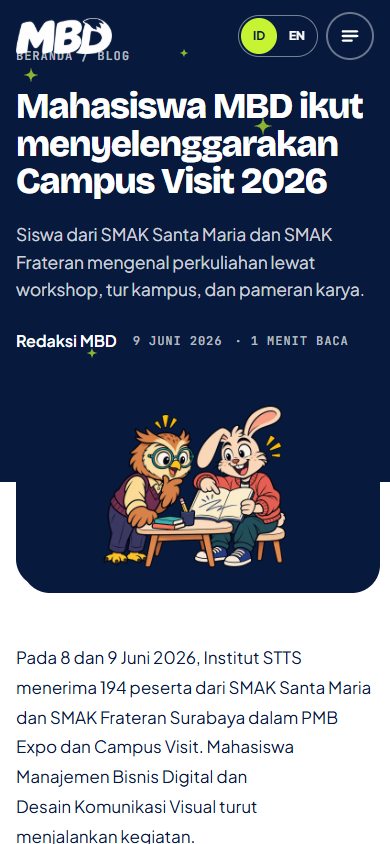 MBD
ID EN
BERANDA / BLOG
Mahasiswa MBD ikut
menyelenggarakan
Campus Visit 2026
Siswa dari SMAK Santa Maria dan SMAK
Frateran mengenal perkuliahan lewat
workshop, tur kampus, dan pameran karya.
Redaksi MBD 9 JUNI 2026 · 1 MENIT BACA
Pada 8 dan 9 Juni 2026, Institut STTS
menerima 194 peserta dari SMAK Santa Maria
dan SMAK Frateran Surabaya dalam PMB
Expo dan Campus Visit. Mahasiswa
Manajemen Bisnis Digital dan
Desain Komunikasi Visual turut
menjalankan kegiatan.